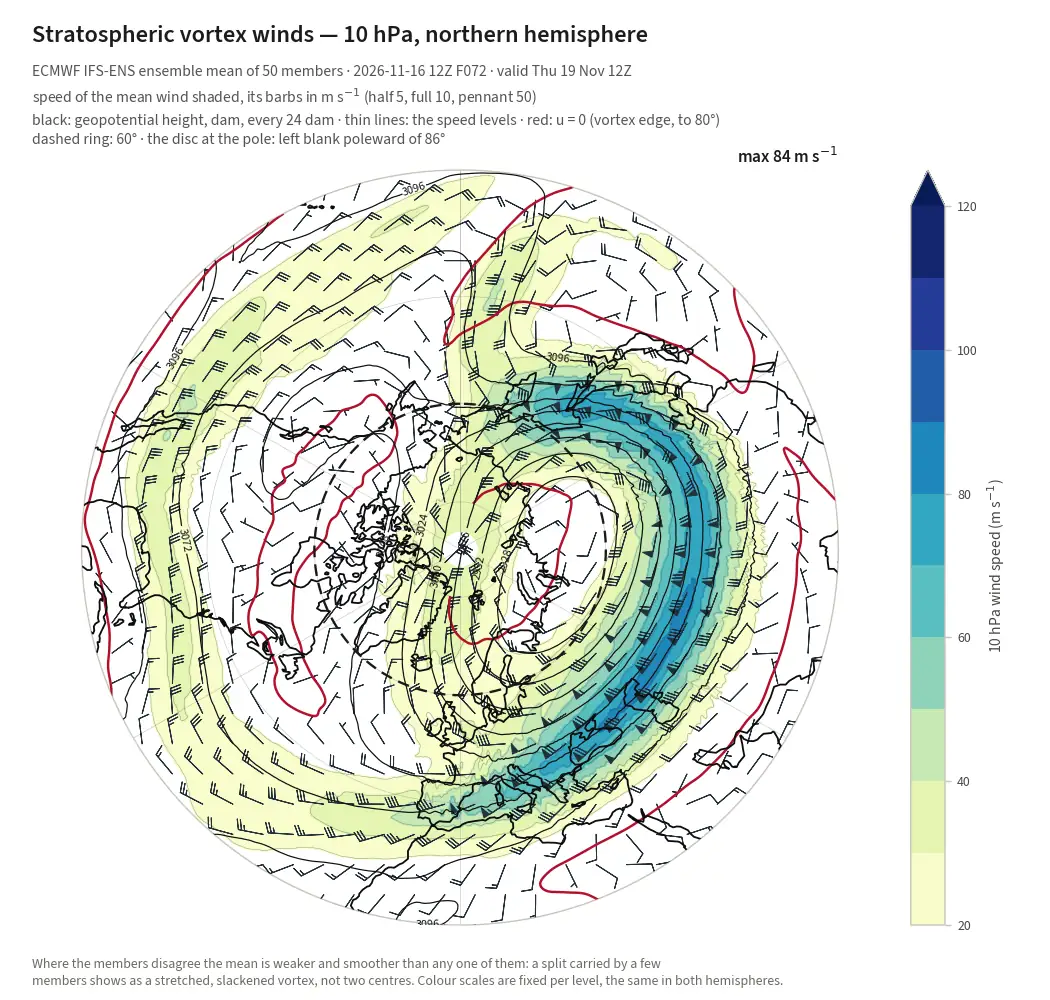 Stratospheric vortex winds — 10 hPa, northern hemisphere
ECMWF IFS-ENS ensemble mean of 50 members · 2026-11-16 12Z F072 · valid Thu 19 Nov 12Z
speed of the mean wind shaded, its barbs in m s⁻¹ (half 5, full 10, pennant 50)
black: geopotential height, dam, every 24 dam · thin lines: the speed levels · red: u = 0 (vortex edge, to 80°)
dashed ring: 60° · the disc at the pole: left blank poleward of 86°
max 84 m s⁻¹
3096
3096
3096
3072
3024
3096
120
100
80
60
40
20
10 hPa wind speed (m s⁻¹)
Where the members disagree the mean is weaker and smoother than any one of them: a split carried by a few
members shows as a stretched, slackened vortex, not two centres. Colour scales are fixed per level, the same in both hemispheres.